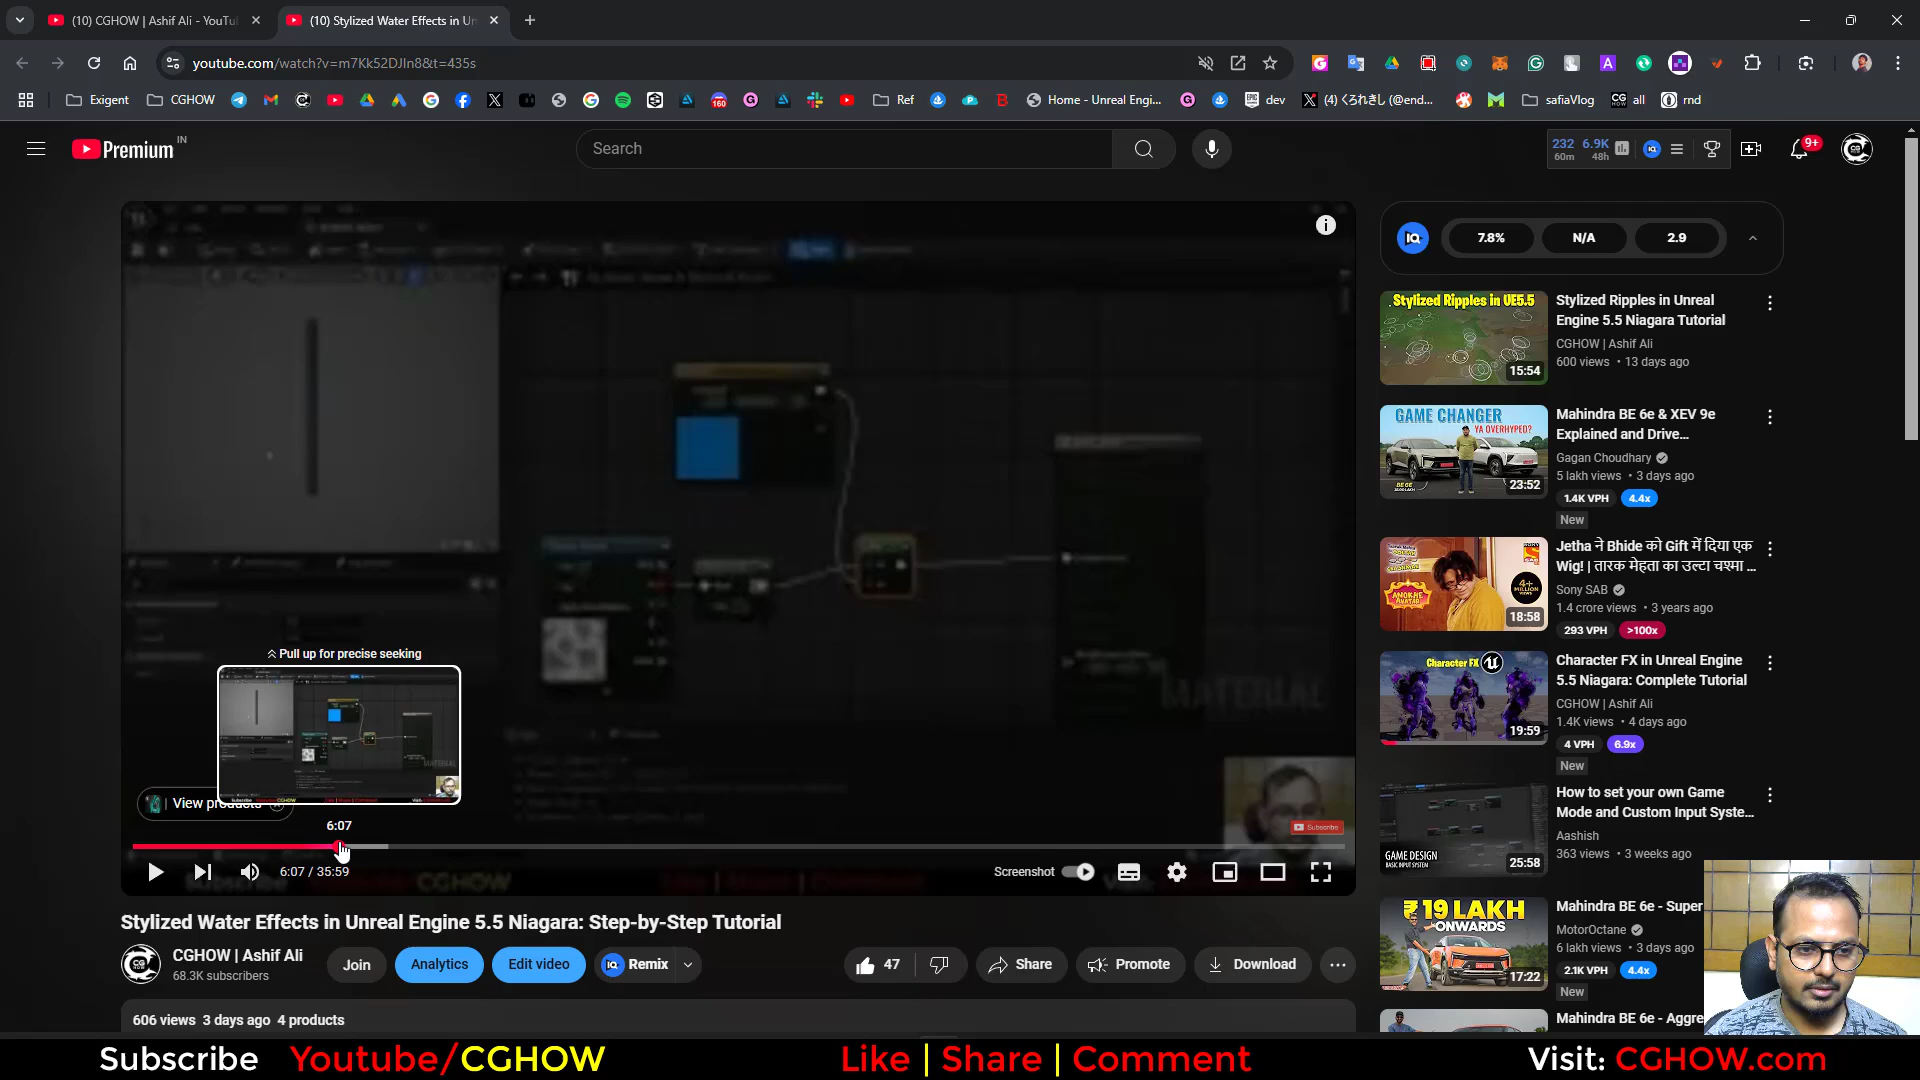 (10) CGHOW | Ashif Ali - YouTu
(10) Stylized Water Effects in Un
youtube.com/watch?v=m7Kk52DJIn8&t=435s
Exigent
CGHOW
160
Ref
Home - Unreal Engi...
dev
(4) くろれきし (@end...
safiaVlog
all
rnd
Premium IN
Search
232 6.9K
60m 48h
9+
7.8% N/A 2.9
Stylized Ripples in UE5.5
15:54
Stylized Ripples in Unreal
Engine 5.5 Niagara Tutorial
CGHOW | Ashif Ali
600 views • 13 days ago
GAME CHANGER
YA OVERHYPED?
23:52
Mahindra BE 6e & XEV 9e
Explained and Drive...
Gagan Choudhary
5 lakh views • 3 days ago
1.4K VPH 4.4x
New
18:58
Jetha ने Bhide को Gift में दिया एक
Wig! | तारक मेहता का उल्टा चश्मा ...
Sony SAB
1.4 crore views • 3 years ago
293 VPH >100x
Character FX
19:59
Character FX in Unreal Engine
5.5 Niagara: Complete Tutorial
CGHOW | Ashif Ali
1.4K views • 4 days ago
4 VPH 6.9x
New
GAME DESIGN
BASIC INPUT SYSTEM
25:58
How to set your own Game
Mode and Custom Input Syste...
Aashish
363 views • 3 weeks ago
₹19 LAKH
ONWARDS
17:22
Mahindra BE 6e - Super
MotorOctane
6 lakh views • 3 days ago
2.1K VPH 4.4x
New
Mahindra BE 6e - Aggre
MATERIAL
Pull up for precise seeking
View products
6:07
Subscribe
6:07 / 35:59
Screenshot
Stylized Water Effects in Unreal Engine 5.5 Niagara: Step-by-Step Tutorial
CGHOW | Ashif Ali
68.3K subscribers
Join
Analytics
Edit video
Remix
47
Share
Promote
Download
606 views 3 days ago 4 products
Subscribe Youtube/CGHOW Like | Share | Comment Visit: CGHOW.com